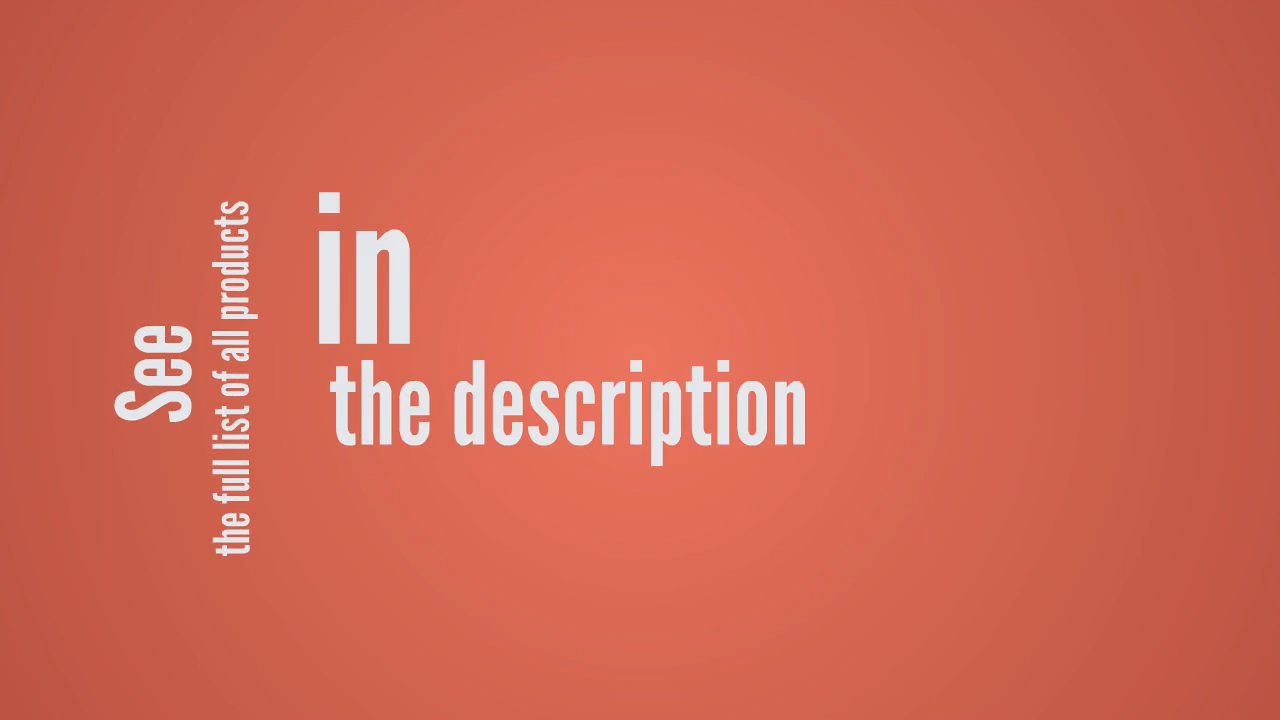 See
the full list of all products
in
the description